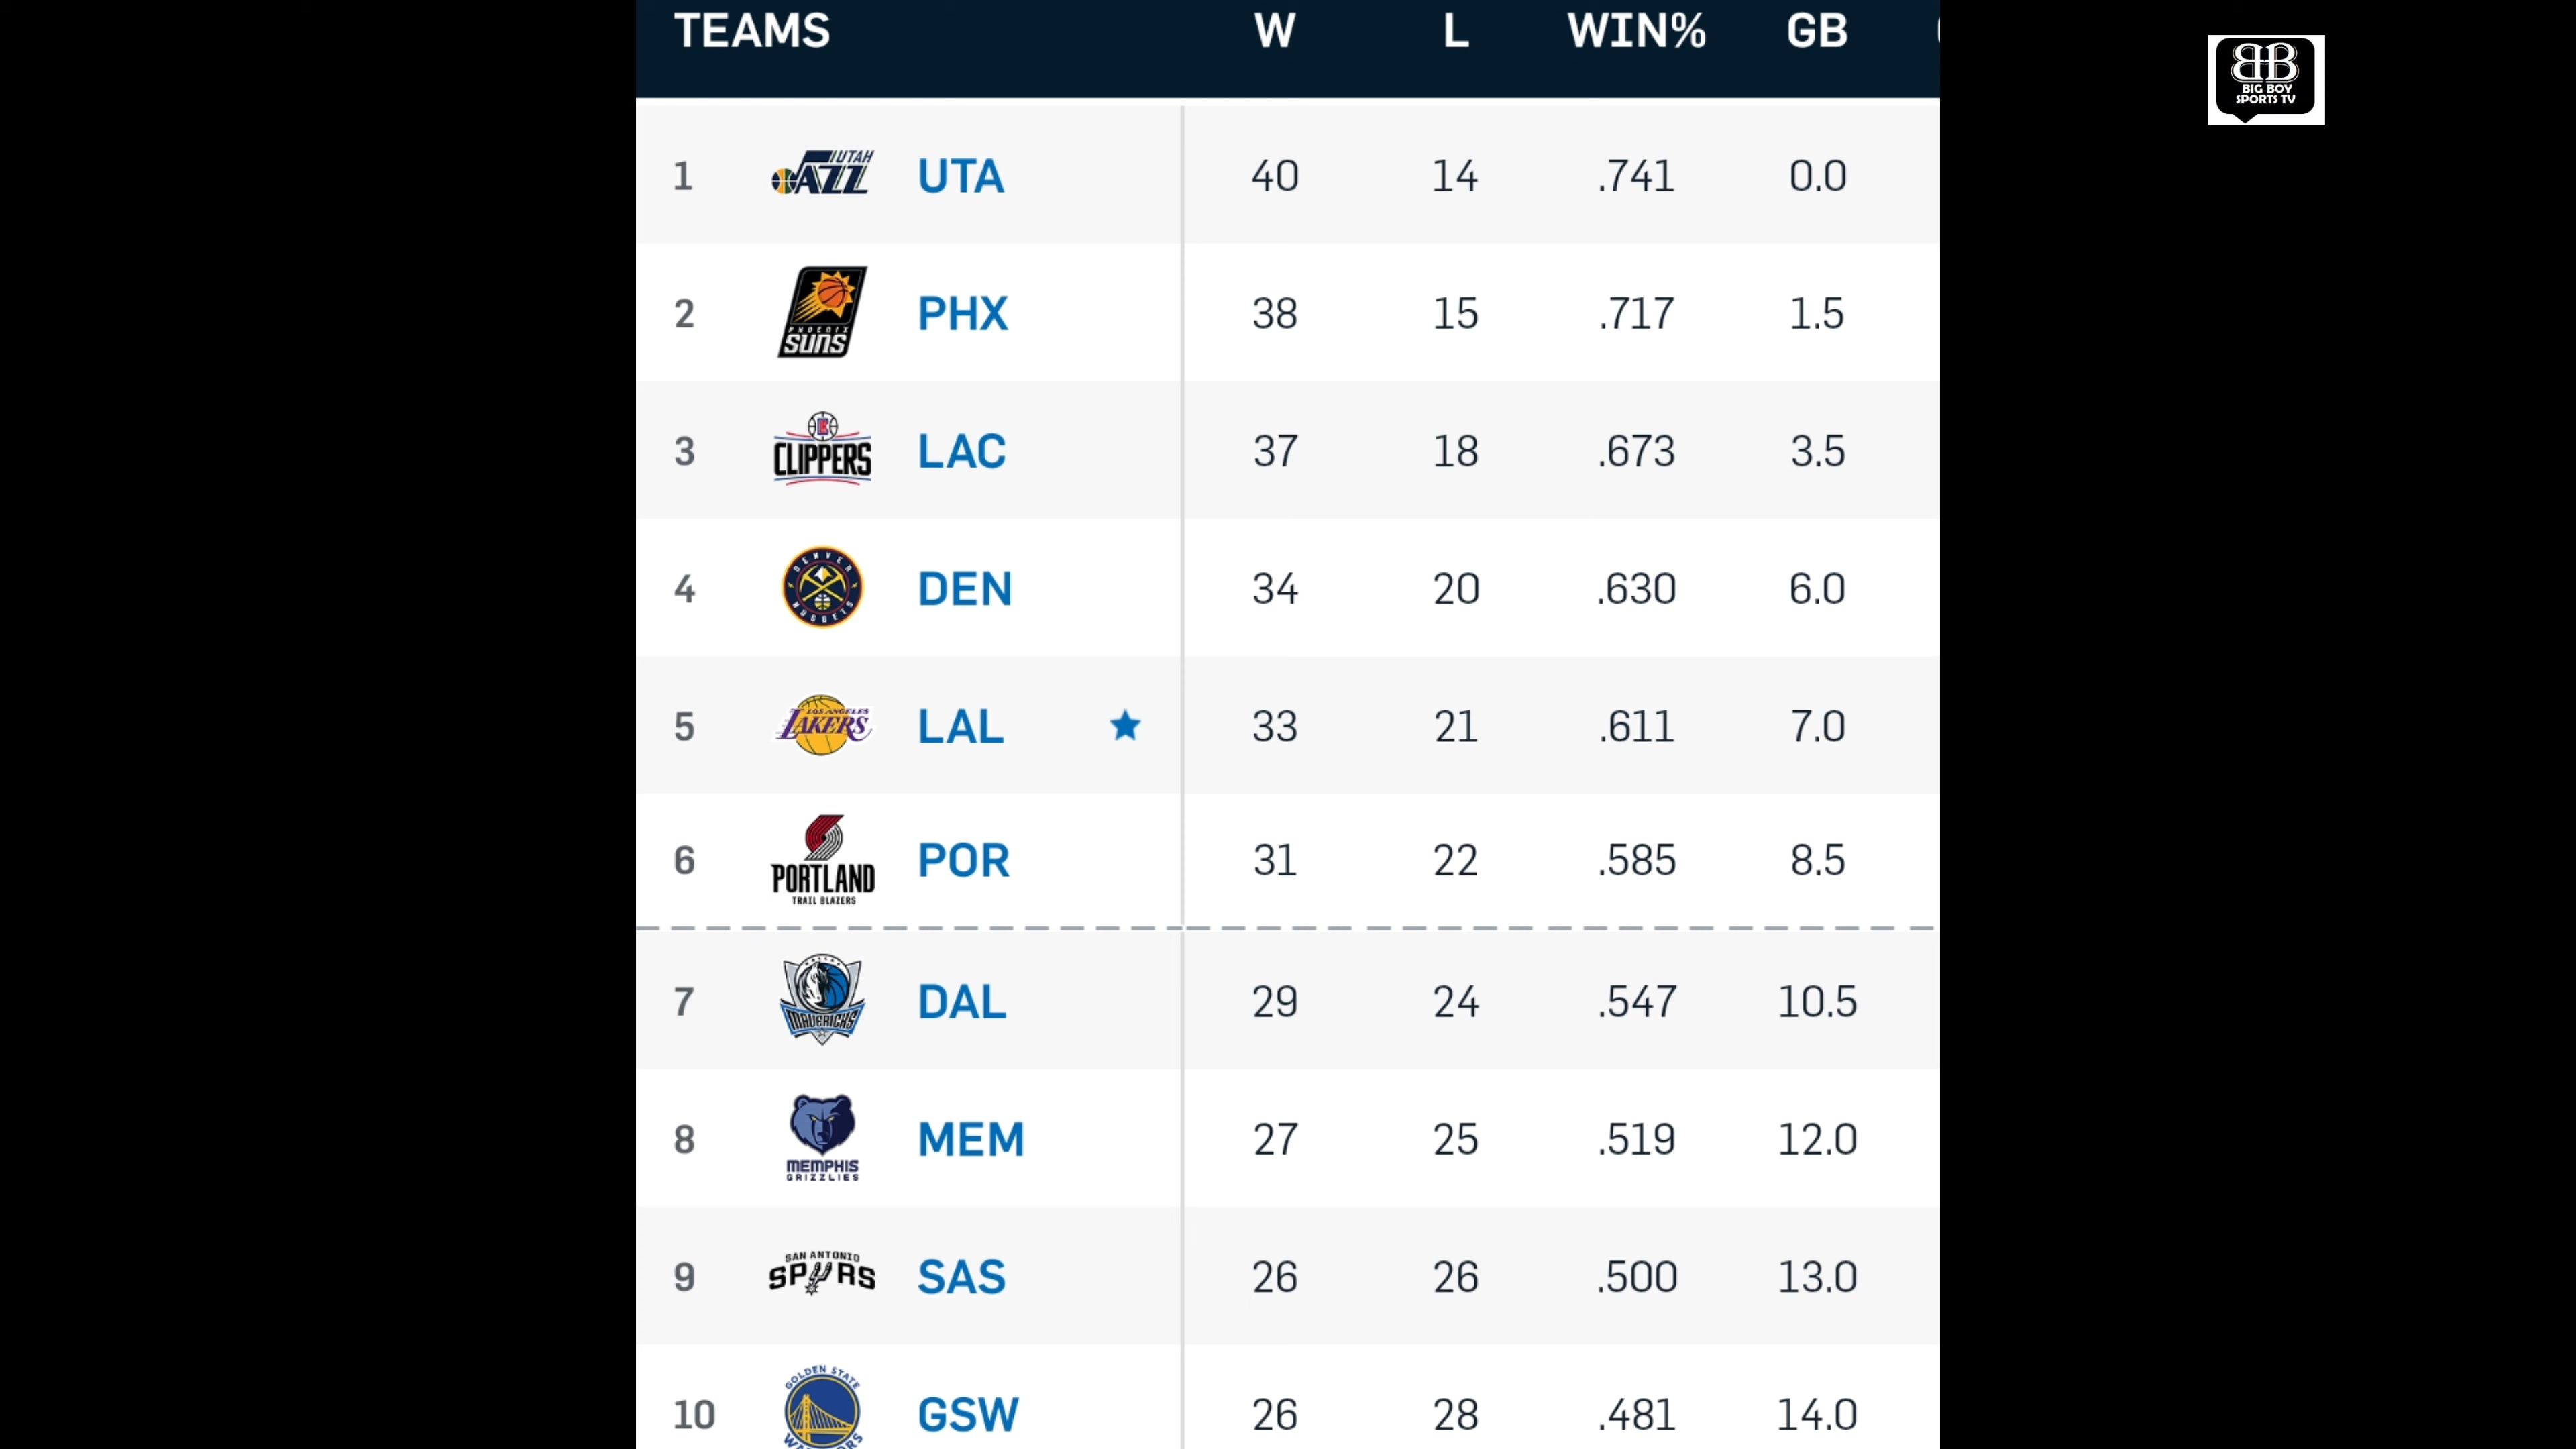 TEAMS W L WIN% GB
BIG BOY
SPORTS TV
1 UTAH JAZZ UTA 40 14 .741 0.0
2 PHOENIX SUNS PHX 38 15 .717 1.5
3 CLIPPERS LAC 37 18 .673 3.5
4 DENVER NUGGETS DEN 34 20 .630 6.0
5 LOS ANGELES LAKERS LAL 33 21 .611 7.0
6 PORTLAND TRAIL BLAZERS POR 31 22 .585 8.5
7 MAVERICKS DAL 29 24 .547 10.5
8 MEMPHIS GRIZZLIES MEM 27 25 .519 12.0
9 SAN ANTONIO SPURS SAS 26 26 .500 13.0
10 GOLDEN STATE WARRIORS GSW 26 28 .481 14.0